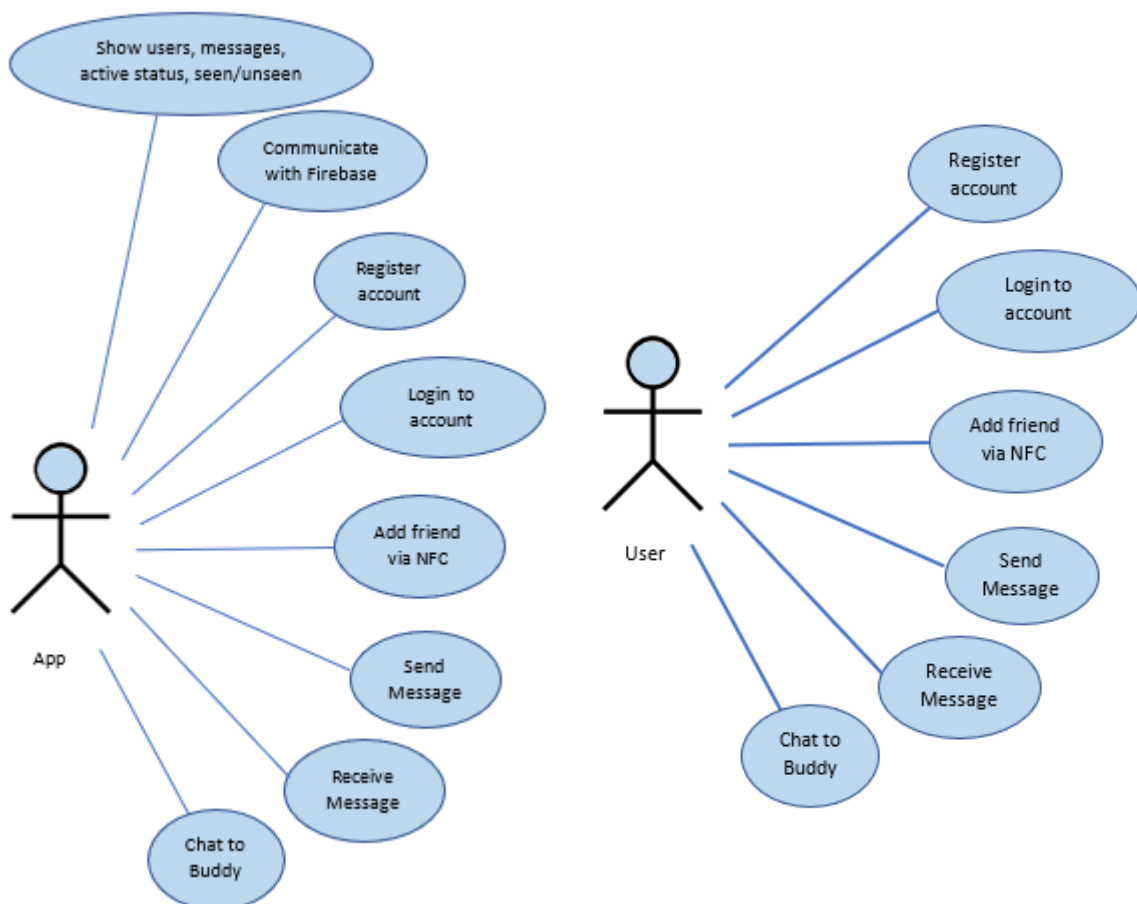 Show users, messages,
active status, seen/unseen
Communicate
with Firebase
Register
account
Login to
account
Add friend
via NFC
Send
Message
Receive
Message
Chat to
Buddy
App
Register
account
Login to
account
Add friend
via NFC
Send
Message
Receive
Message
Chat to
Buddy
User